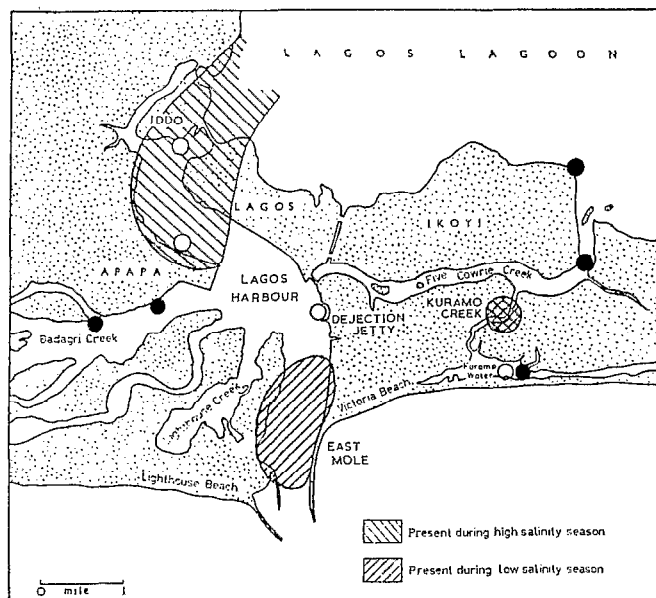 LAGOS LAGOON
IDDO
LAGOS
IKOYI
APAPA
LAGOS
HARBOUR
Five Cowrie Creek
KURAMO
CREEK
DEJECTION
JETTY
Badagri Creek
Kuramo
Water
Victoria Beach
Creek
EAST
MOLE
Lighthouse Beach
Present during high salinity season
Present during low salinity season
0 mile 1